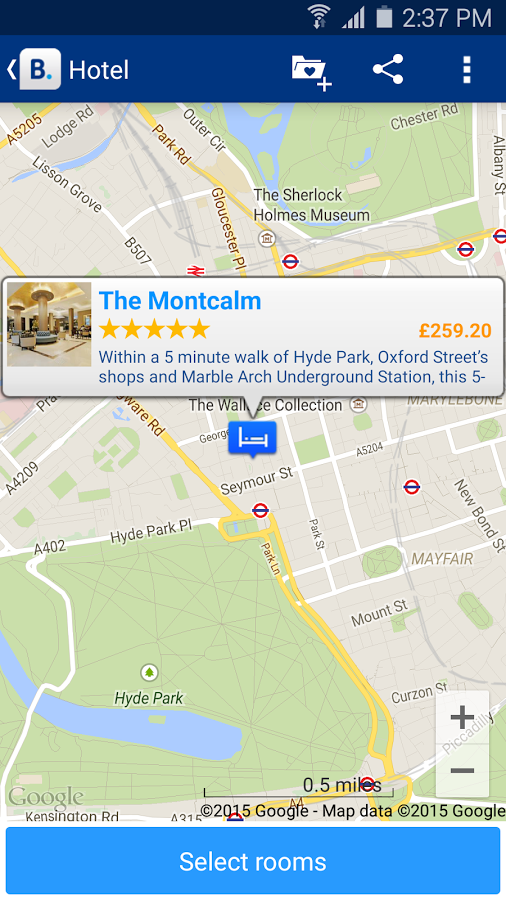 2:37 PM
B. Hotel
A5205
Lodge Rd
Outer Cir
Chester Rd
Park Rd
Albany St
Lisson Grove
Gloucester Pl
The Sherlock
Holmes Museum
B507
The Montcalm
£259.20
Within a 5 minute walk of Hyde Park, Oxford Street's
shops and Marble Arch Underground Station, this 5-
MARYLEBONE
The Wallace Collection
George
A5204
A4209
Seymour St
New Bond St
Hyde Park Pl
A402
Park Ln
Park St
MAYFAIR
Mount St
Hyde Park
Curzon St
Piccadilly
+
−
0.5 miles
Google
A4
©2015 Google - Map data ©2015 Google
Kensington Rd
A315
Select rooms